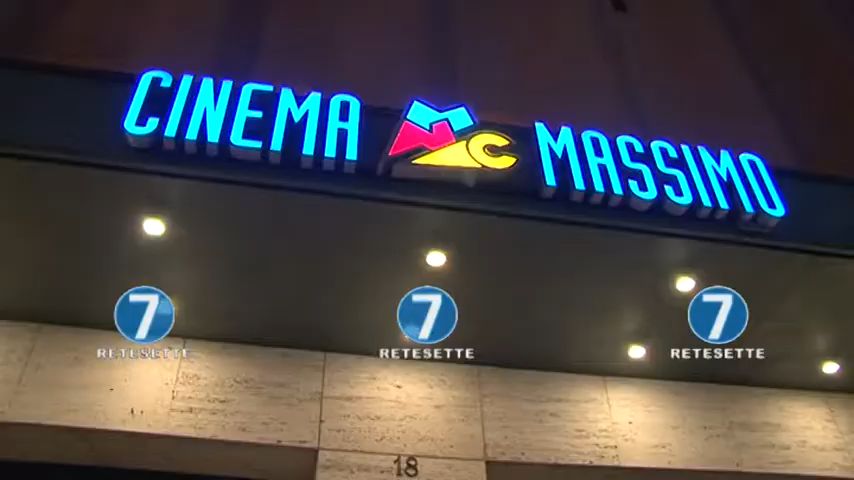 CINEMA MC MASSIMO
7 7 7
RETESETTE RETESETTE RETESETTE
18